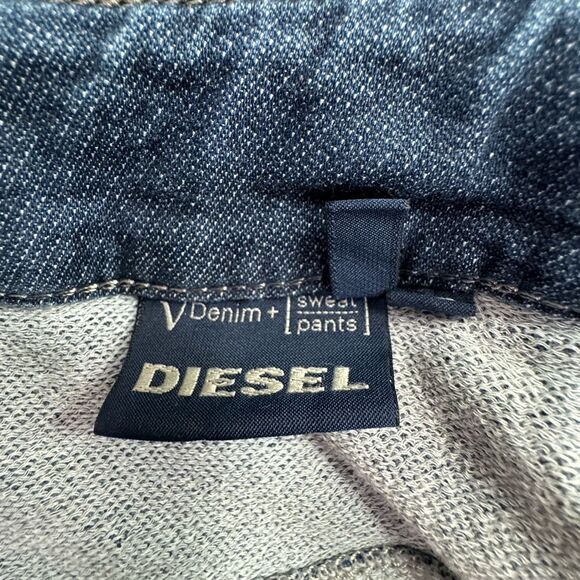 √Denim + [sweat
pants]
DIESEL